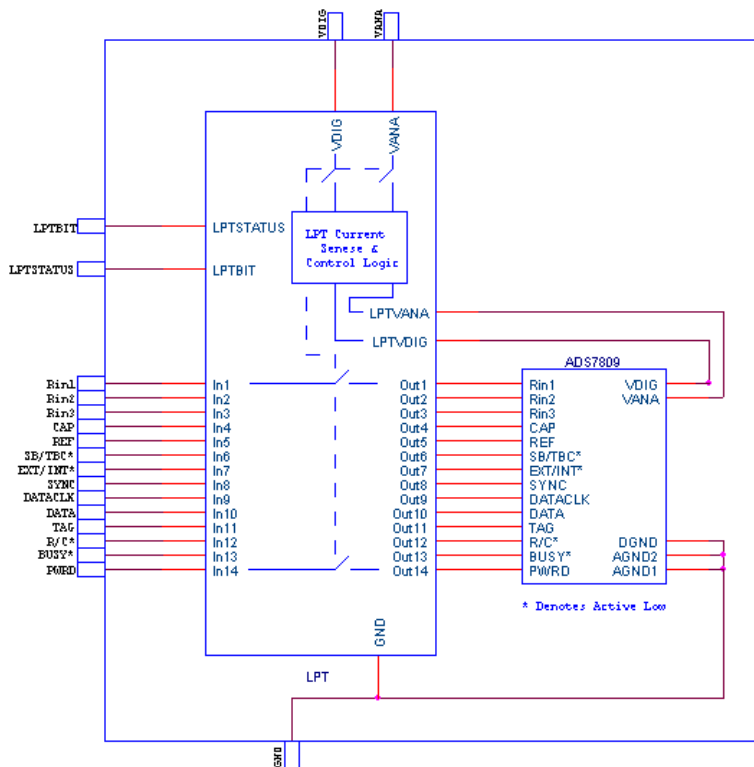 VDIG
VANA
VDIG
VANA
LPTBIT
LPTSTATUS
LPTSTATUS
LPTBIT
LPT Current
Senese &
Control Logic
LPTVANA
LPTVDIG
ADS7809
Rin1 In1 Out1 Rin1 VDIG
Rin2 In2 Out2 Rin2 VANA
Rin3 In3 Out3 Rin3
CAP In4 Out4 CAP
REF In5 Out5 REF
SB/TBC* In6 Out6 SB/TBC*
EXT/INT* In7 Out7 EXT/INT*
SYNC In8 Out8 SYNC
DATACLK In9 Out9 DATACLK
DATA In10 Out10 DATA
TAG In11 Out11 TAG
R/C* In12 Out12 R/C* DGND
BUSY* In13 Out13 BUSY* AGND2
PWRD In14 Out14 PWRD AGND1
* Denotes Active Low
GND
LPT
GND